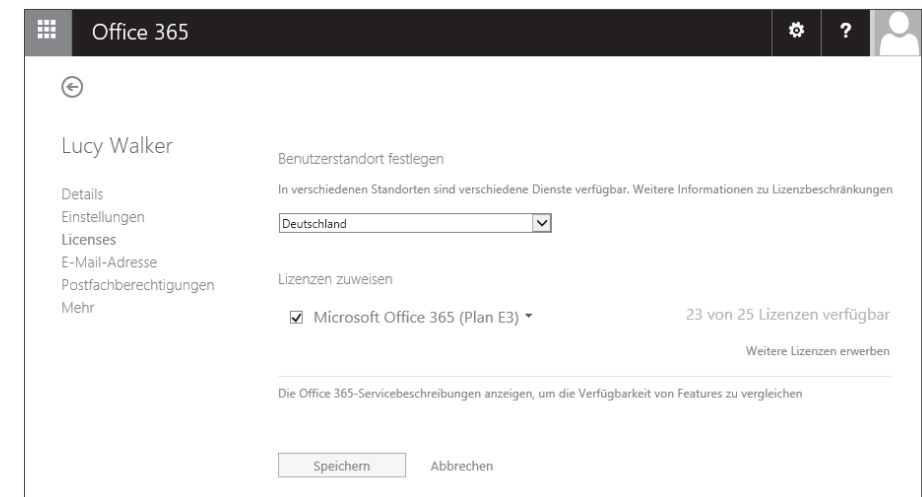 Office 365
?
Lucy Walker
Details
Einstellungen
Licenses
E-Mail-Adresse
Postfachberechtigungen
Mehr
Benutzerstandort festlegen
In verschiedenen Standorten sind verschiedene Dienste verfügbar. Weitere Informationen zu Lizenzbeschränkungen
Deutschland
Lizenzen zuweisen
Microsoft Office 365 (Plan E3)
23 von 25 Lizenzen verfügbar
Weitere Lizenzen erwerben
Die Office 365-Servicebeschreibungen anzeigen, um die Verfügbarkeit von Features zu vergleichen
Speichern
Abbrechen